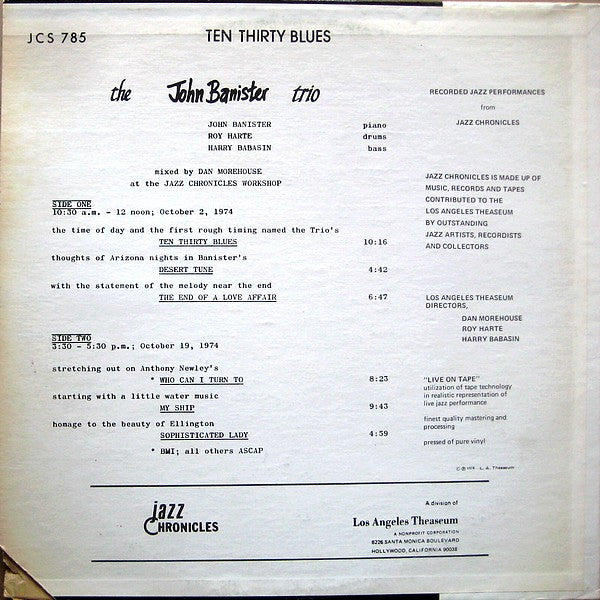 JCS 785
TEN THIRTY BLUES
the John Banister trio
JOHN BANISTER piano
ROY HARTE drums
HARRY BABASIN bass
mixed by DAN MOREHOUSE
at the JAZZ CHRONICLES WORKSHOP
SIDE ONE
10:30 a.m. - 12 noon; October 2, 1974
the time of day and the first rough timing named the Trio's
TEN THIRTY BLUES 10:16
thoughts of Arizona nights in Banister's
DESERT TUNE 4:42
with the statement of the melody near the end
THE END OF A LOVE AFFAIR 6:47
SIDE TWO
3:30 - 5:30 p.m.; October 19, 1974
stretching out on Anthony Newley's
* WHO CAN I TURN TO 8:23
starting with a little water music
MY SHIP 9:43
homage to the beauty of Ellington
SOPHISTICATED LADY 4:59
* BMI; all others ASCAP
RECORDED JAZZ PERFORMANCES
from
JAZZ CHRONICLES
JAZZ CHRONICLES IS MADE UP OF
MUSIC, RECORDS AND TAPES
CONTRIBUTED TO THE
LOS ANGELES THEASEUM
BY OUTSTANDING
JAZZ ARTISTS, RECORDISTS
AND COLLECTORS
LOS ANGELES THEASEUM
DIRECTORS,
DAN MOREHOUSE
ROY HARTE
HARRY BABASIN
"LIVE ON TAPE"
utilization of tape technology
in realistic representation of
live jazz performance
finest quality mastering and
processing
pressed of pure vinyl
L. A. Theaseum
jazz
CHRONICLES
A division of
Los Angeles Theaseum
A NONPROFIT CORPORATION
6226 SANTA MONICA BOULEVARD
HOLLYWOOD, CALIFORNIA 90038